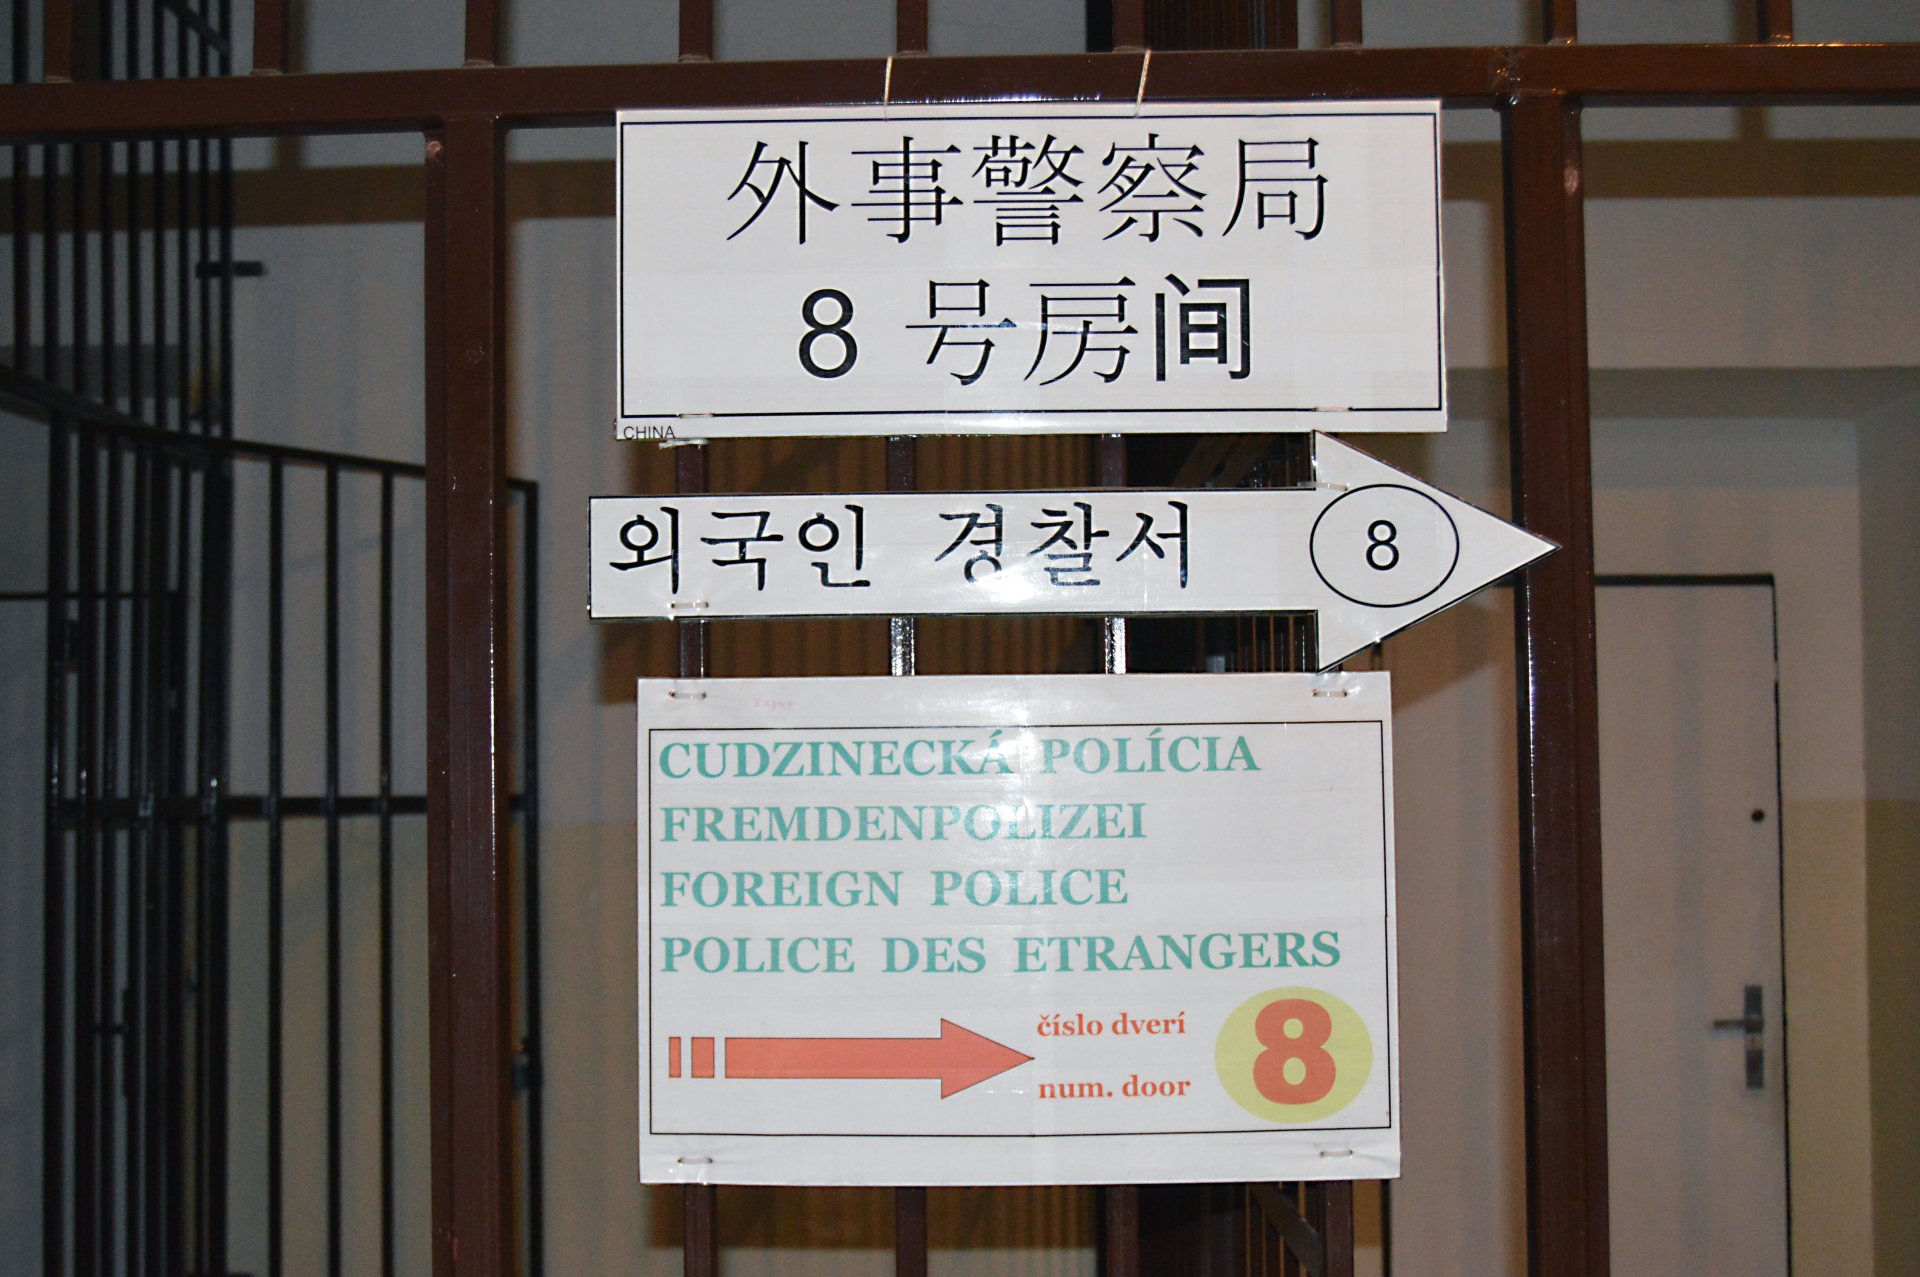 外事警察局
8 号房间
CHINA
외국인 경찰서 8
CUDZINECKÁ POLÍCIA
FREMDENPOLIZEI
FOREIGN POLICE
POLICE DES ETRANGERS
číslo dverí
num. door
8